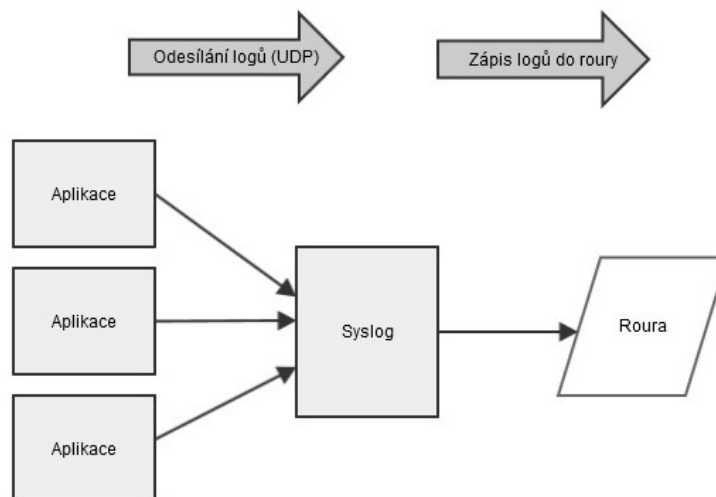 Odesílání logů (UDP)
Zápis logů do roury
Aplikace
Aplikace
Syslog
Roura
Aplikace